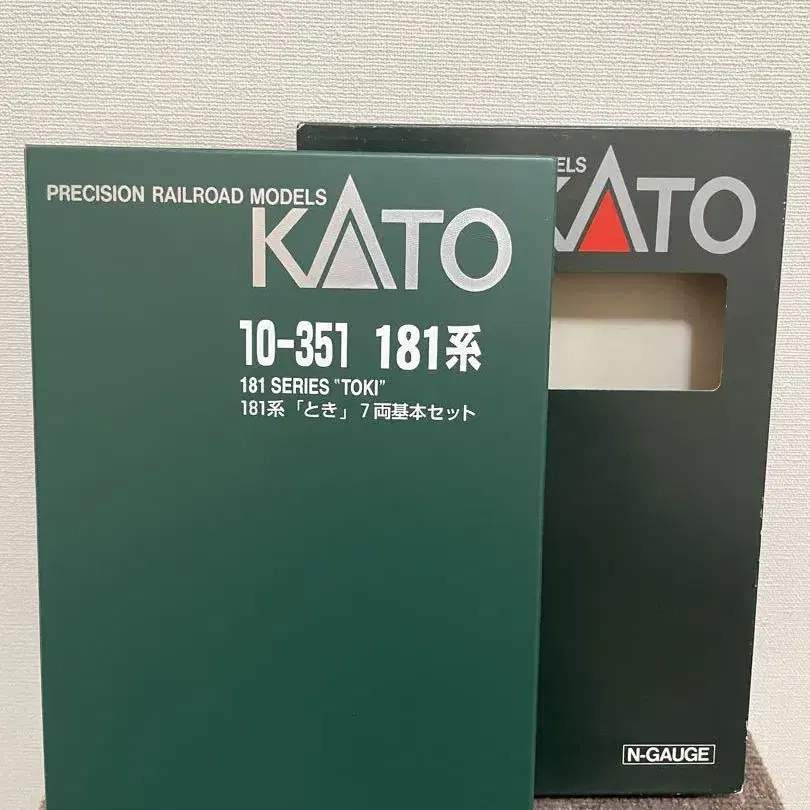 PRECISION RAILROAD MODELS
KATO
10-351 181系
181 SERIES "TOKI"
181系「とき」7両基本セット
ELS
KATO
N-GAUGE